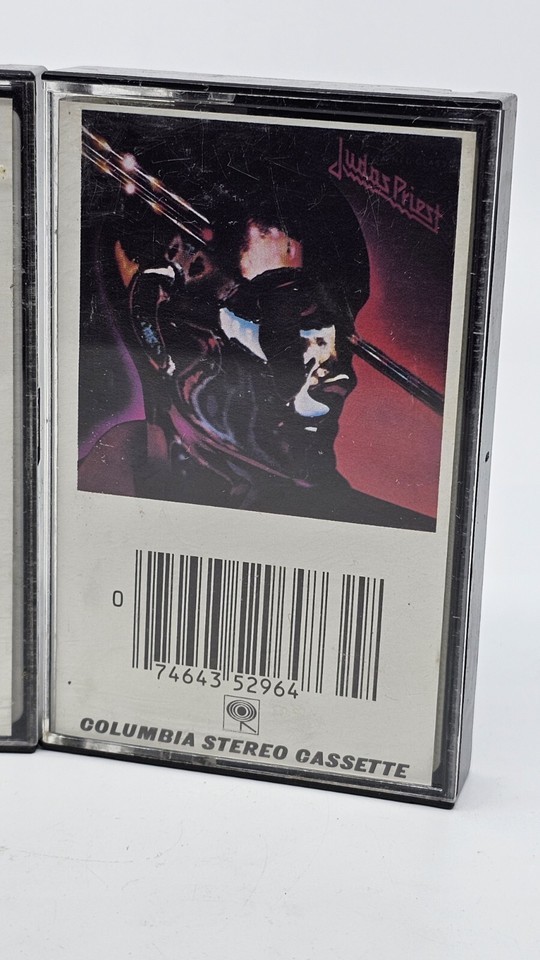 Judas Priest
0
74643 52964
COLUMBIA STEREO CASSETTE